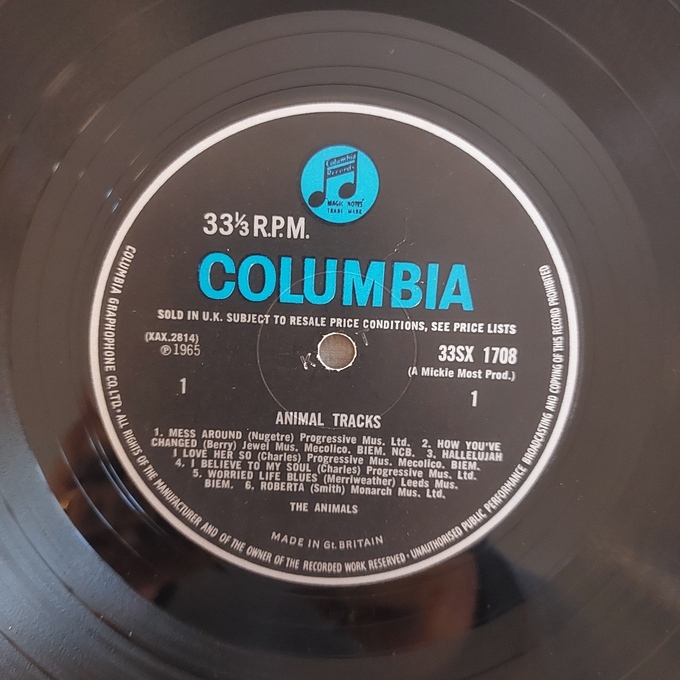 Columbia
Records
MAGIC NOTES
TRADE MARK
33⅓ R.P.M.
COLUMBIA
SOLD IN U.K. SUBJECT TO RESALE PRICE CONDITIONS, SEE PRICE LISTS
(XAX.2814)
Ⓟ1965
33SX 1708
(A Mickie Most Prod.)
1
1
ANIMAL TRACKS
1. MESS AROUND (Nugetre) Progressive Mus. Ltd. 2. HOW YOU'VE
CHANGED (Berry) Jewel Mus. Mecolico. BIEM. NCB. 3. HALLELUJAH
I LOVE HER SO (Charles) Progressive Mus. Mecolico. BIEM.
4. I BELIEVE TO MY SOUL (Charles) Progressive Mus. Ltd.
5. WORRIED LIFE BLUES (Merriweather) Leeds Mus.
BIEM. 6. ROBERTA (Smith) Monarch Mus. Ltd.
THE ANIMALS
MADE IN Gt. BRITAIN
COLUMBIA GRAPHOPHONE CO. LTD. • ALL RIGHTS OF THE MANUFACTURER AND OF THE OWNER OF THE RECORDED WORK RESERVED • UNAUTHORISED PUBLIC PERFORMANCE BROADCASTING AND COPYING OF THIS RECORD PROHIBITED